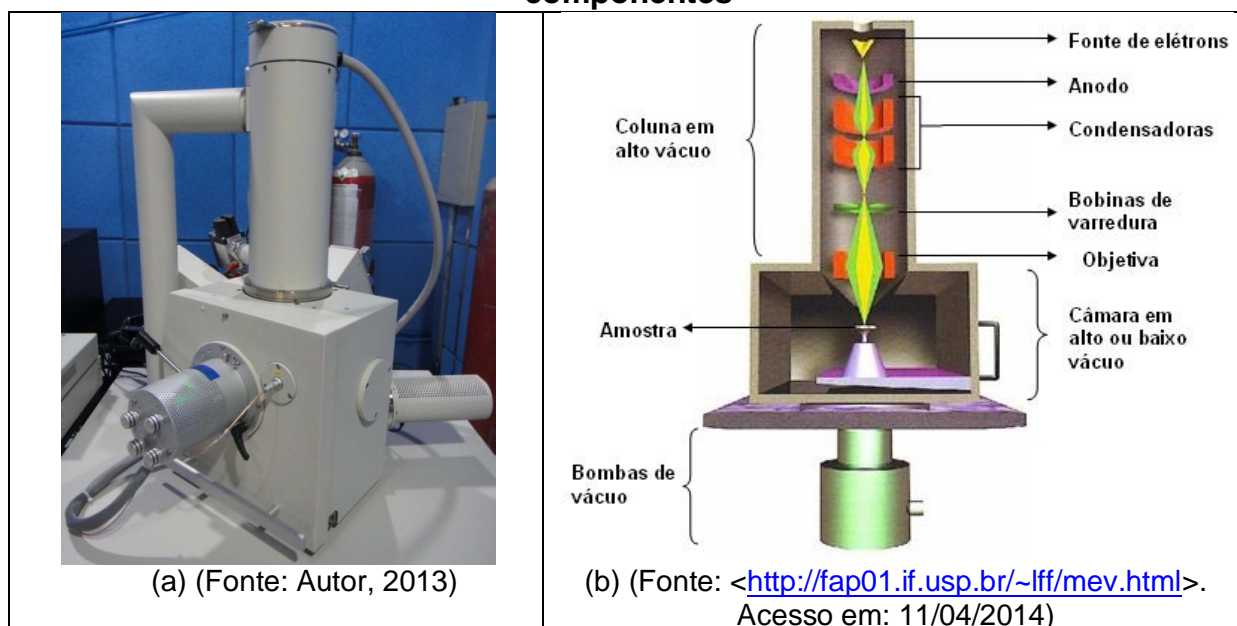 componentes
Fonte de elétrons
Anodo
Coluna em
alto vácuo
Condensadoras
Bobinas de
varredura
Objetiva
Amostra
Câmara em
alto ou baixo
vácuo
Bombas de
vácuo
(a) (Fonte: Autor, 2013)
(b) (Fonte: <http://fap01.if.usp.br/~lff/mev.html>.
Acesso em: 11/04/2014)